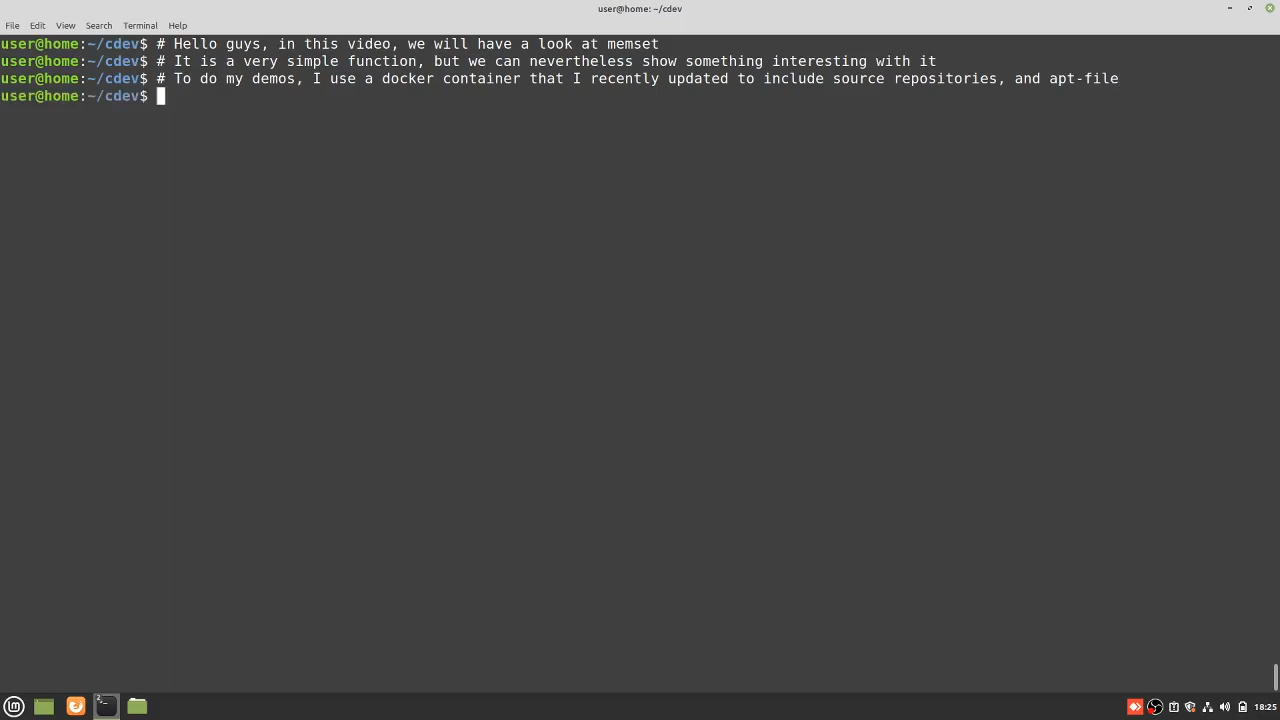 user@home: ~/cdev
File Edit View Search Terminal Help
user@home:~/cdev$ # Hello guys, in this video, we will have a look at memset
user@home:~/cdev$ # It is a very simple function, but we can nevertheless show something interesting with it
user@home:~/cdev$ # To do my demos, I use a docker container that I recently updated to include source repositories, and apt-file
user@home:~/cdev$
2
18:25